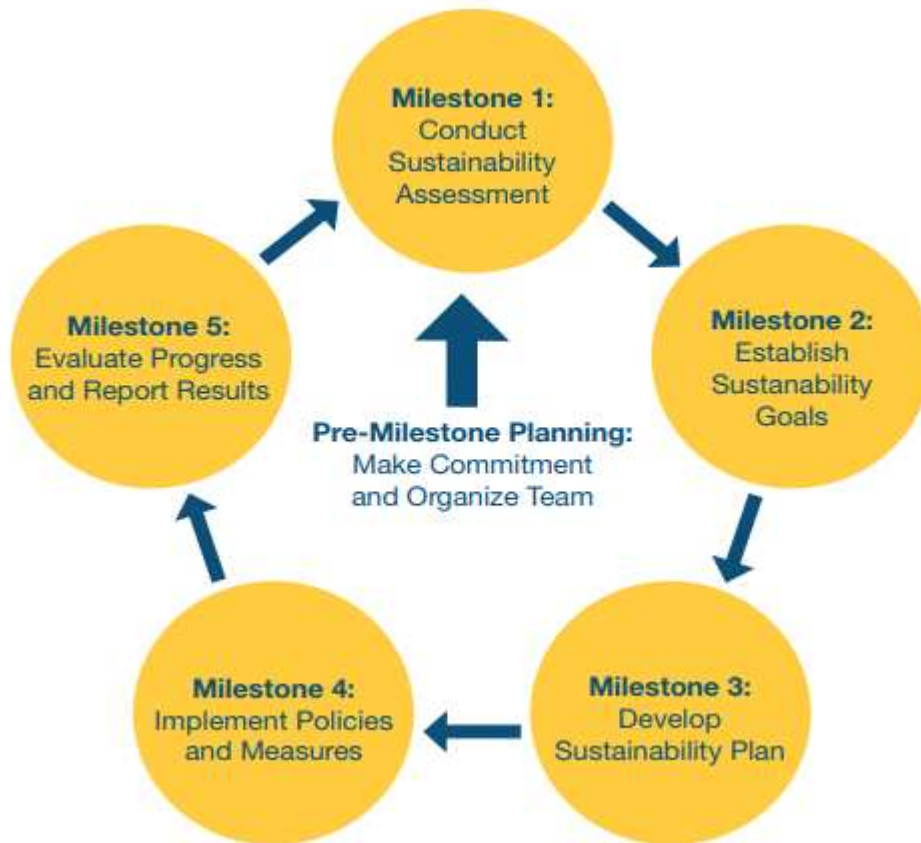 Milestone 1:
Conduct
Sustainability
Assessment
Milestone 2:
Establish
Sustanability
Goals
Milestone 3:
Develop
Sustainability Plan
Milestone 4:
Implement Policies
and Measures
Milestone 5:
Evaluate Progress
and Report Results
Pre-Milestone Planning:
Make Commitment
and Organize Team